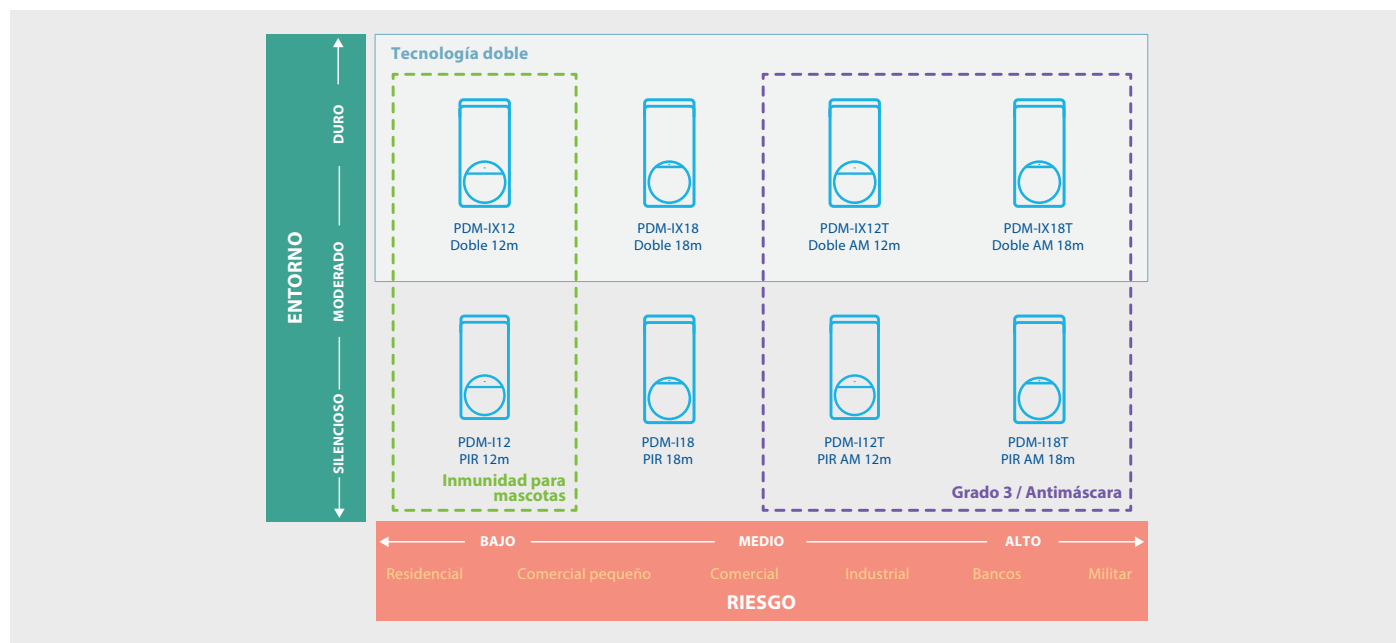 Tecnología doble
ENTORNO
DURO
MODERADO
SILENCIOSO
PDM-IX12
Doble 12m
PDM-IX18
Doble 18m
PDM-IX12T
Doble AM 12m
PDM-IX18T
Doble AM 18m
PDM-I12
PIR 12m
PDM-I18
PIR 18m
PDM-I12T
PIR AM 12m
PDM-I18T
PIR AM 18m
Inmunidad para
mascotas
Grado 3 / Antimáscara
BAJO MEDIO ALTO
Residencial Comercial pequeño Comercial Industrial Bancos Militar
RIESGO